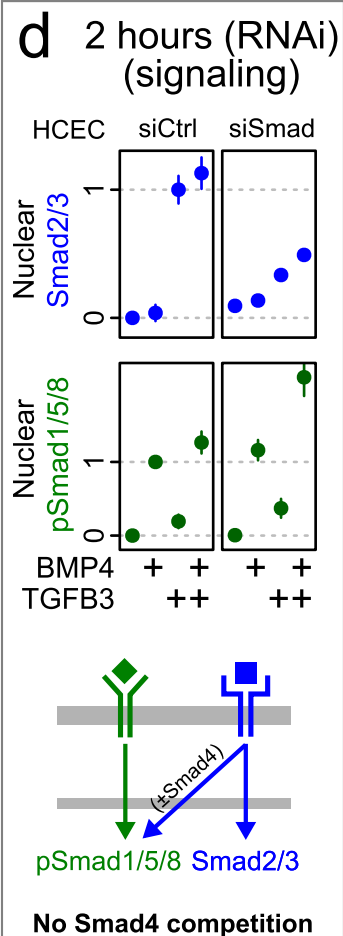 d
2 hours (RNAi)
(signaling)
HCEC siCtrl siSmad
Nuclear
Smad2/3
1
0
Nuclear
pSmad1/5/8
1
0
BMP4 + + + +
TGFB3 + + + +
(±Smad4)
pSmad1/5/8 Smad2/3
No Smad4 competition